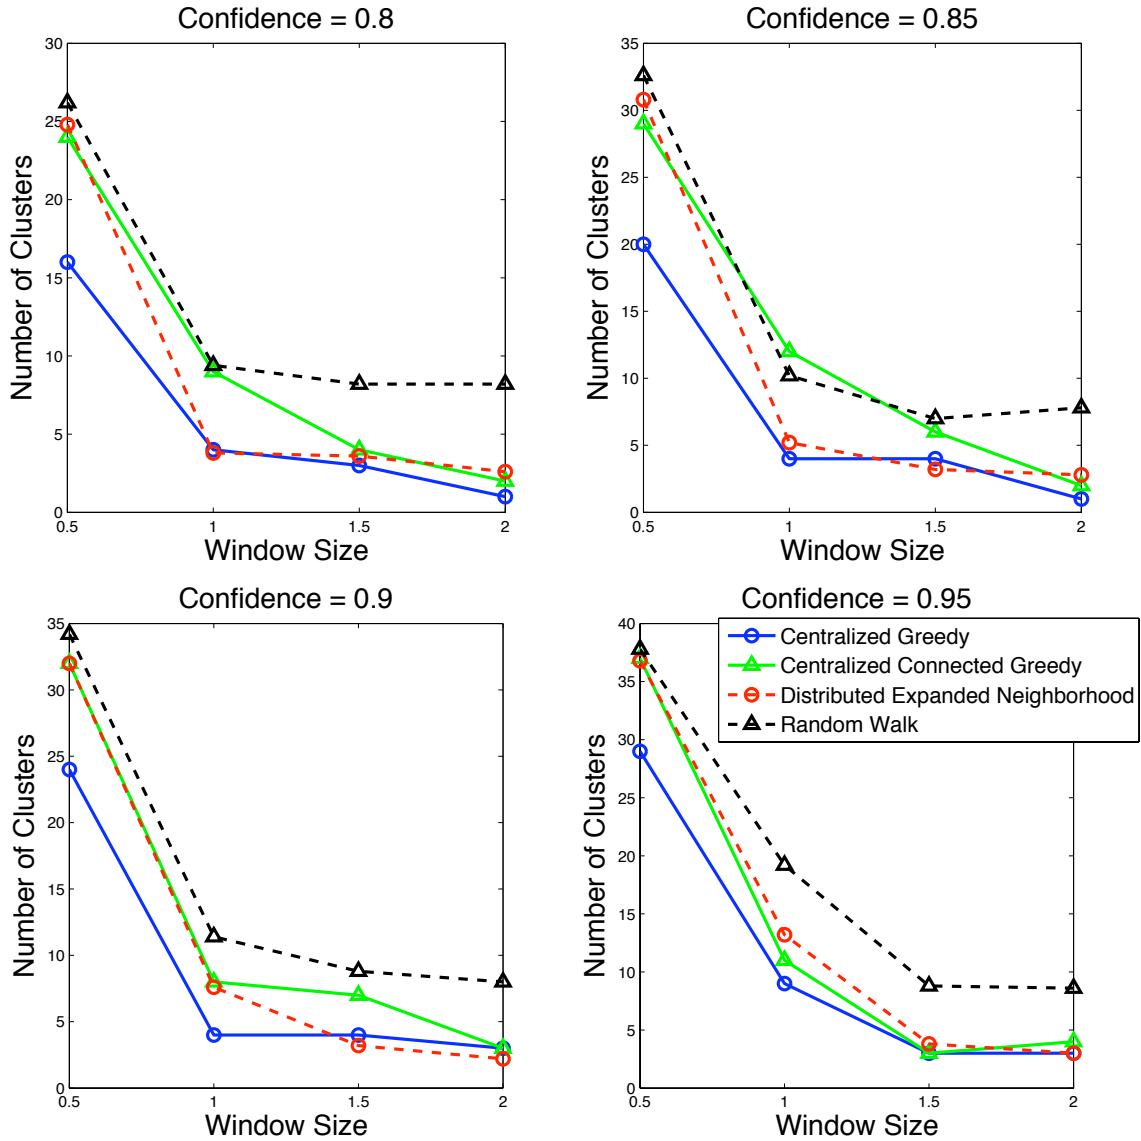 Confidence = 0.8
30
25
20
15
10
5
0
0.5 1 1.5 2
Number of Clusters
Window Size
Confidence = 0.85
35
30
25
20
15
10
5
0
0.5 1 1.5 2
Number of Clusters
Window Size
Confidence = 0.9
35
30
25
20
15
10
5
0
0.5 1 1.5 2
Number of Clusters
Window Size
Confidence = 0.95
40
35
30
25
20
15
10
5
0
0.5 1 1.5 2
Number of Clusters
Window Size
Centralized Greedy
Centralized Connected Greedy
Distributed Expanded Neighborhood
Random Walk